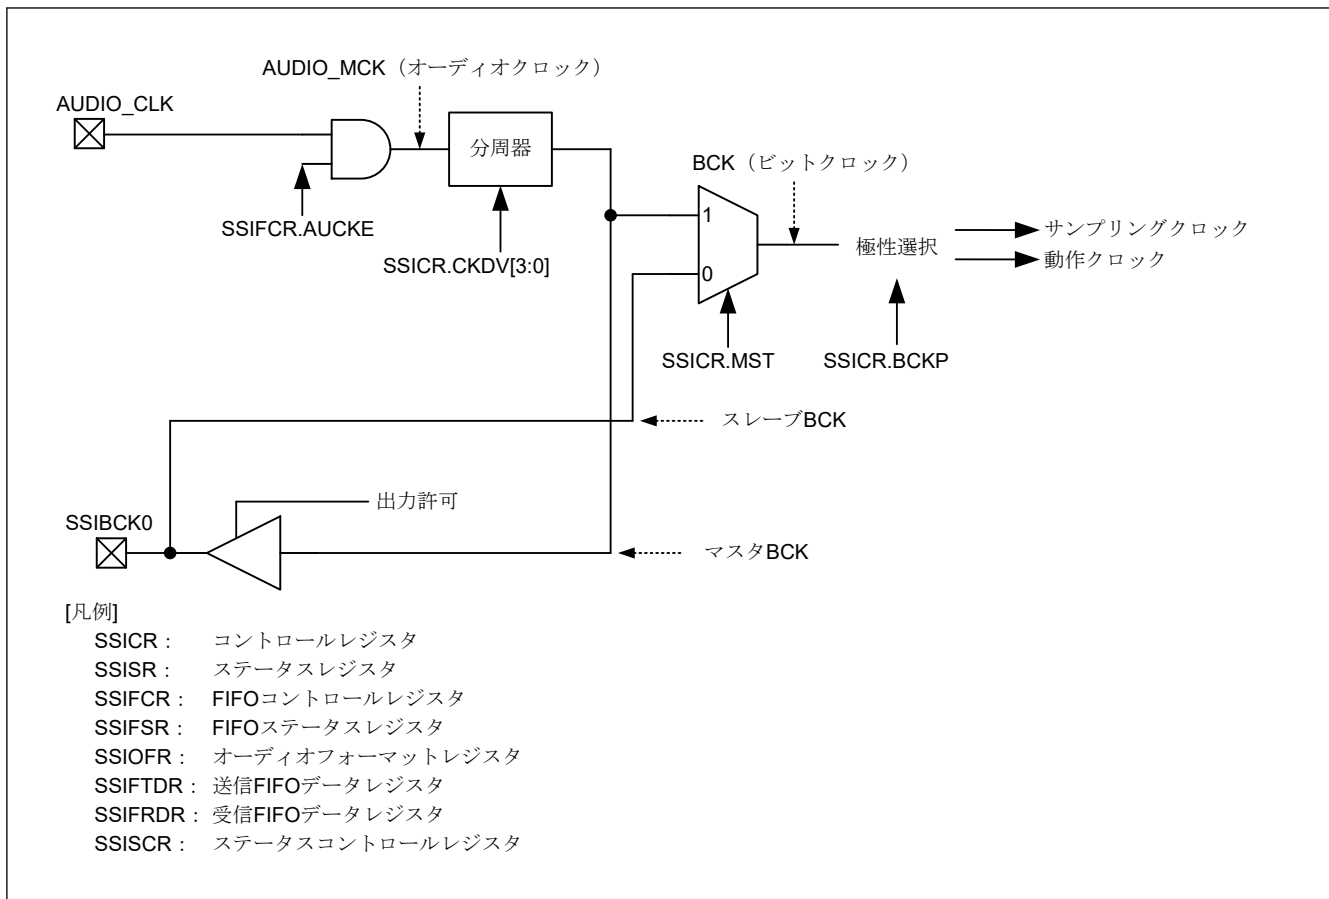 AUDIO_MCK（オーディオクロック）
AUDIO_CLK
分周器
BCK（ビットクロック）
SSIFCR.AUCKE
SSICR.CKDV[3:0]
1
0
極性選択
サンプリングクロック
動作クロック
SSICR.MST
SSICR.BCKP
スレーブBCK
出力許可
SSIBCK0
マスタBCK
[凡例]
SSICR： コントロールレジスタ
SSISR： ステータスレジスタ
SSIFCR： FIFOコントロールレジスタ
SSIFSR： FIFOステータスレジスタ
SSIOFR： オーディオフォーマットレジスタ
SSIFTDR： 送信FIFOデータレジスタ
SSIFRDR： 受信FIFOデータレジスタ
SSISCR： ステータスコントロールレジスタ